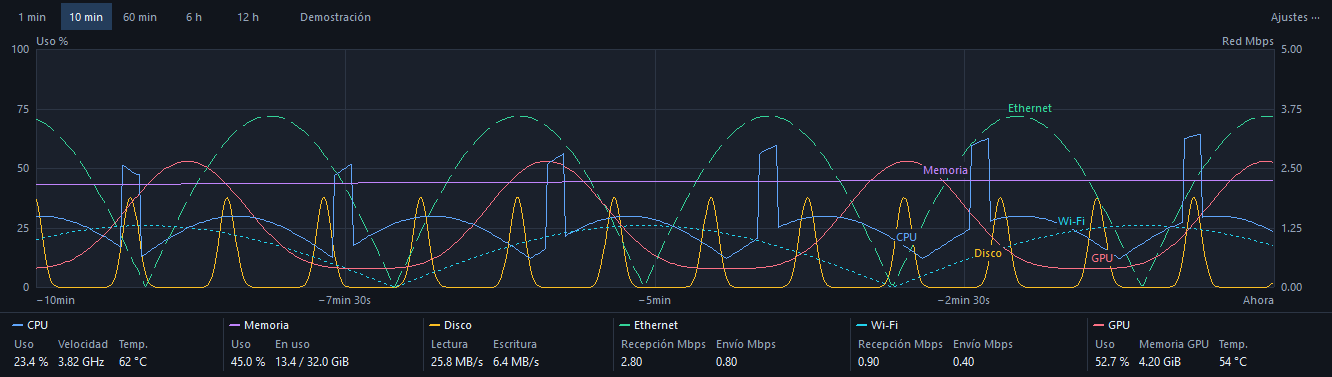 1 min 10 min 60 min 6 h 12 h Demostración Ajustes ···
Uso % Red Mbps
100 5.00
Ethernet
75 3.75
50 2.50
Memoria
Wi-Fi
25 1.25
CPU
Disco
GPU
0 0.00
−10min −7min 30s −5min −2min 30s Ahora
CPU Memoria Disco Ethernet Wi-Fi GPU
Uso Velocidad Temp. Uso En uso Lectura Escritura Recepción Mbps Envío Mbps Recepción Mbps Envío Mbps Uso Memoria GPU Temp.
23.4 % 3.82 GHz 62 °C 45.0 % 13.4 / 32.0 GiB 25.8 MB/s 6.4 MB/s 2.80 0.80 0.90 0.40 52.7 % 4.20 GiB 54 °C